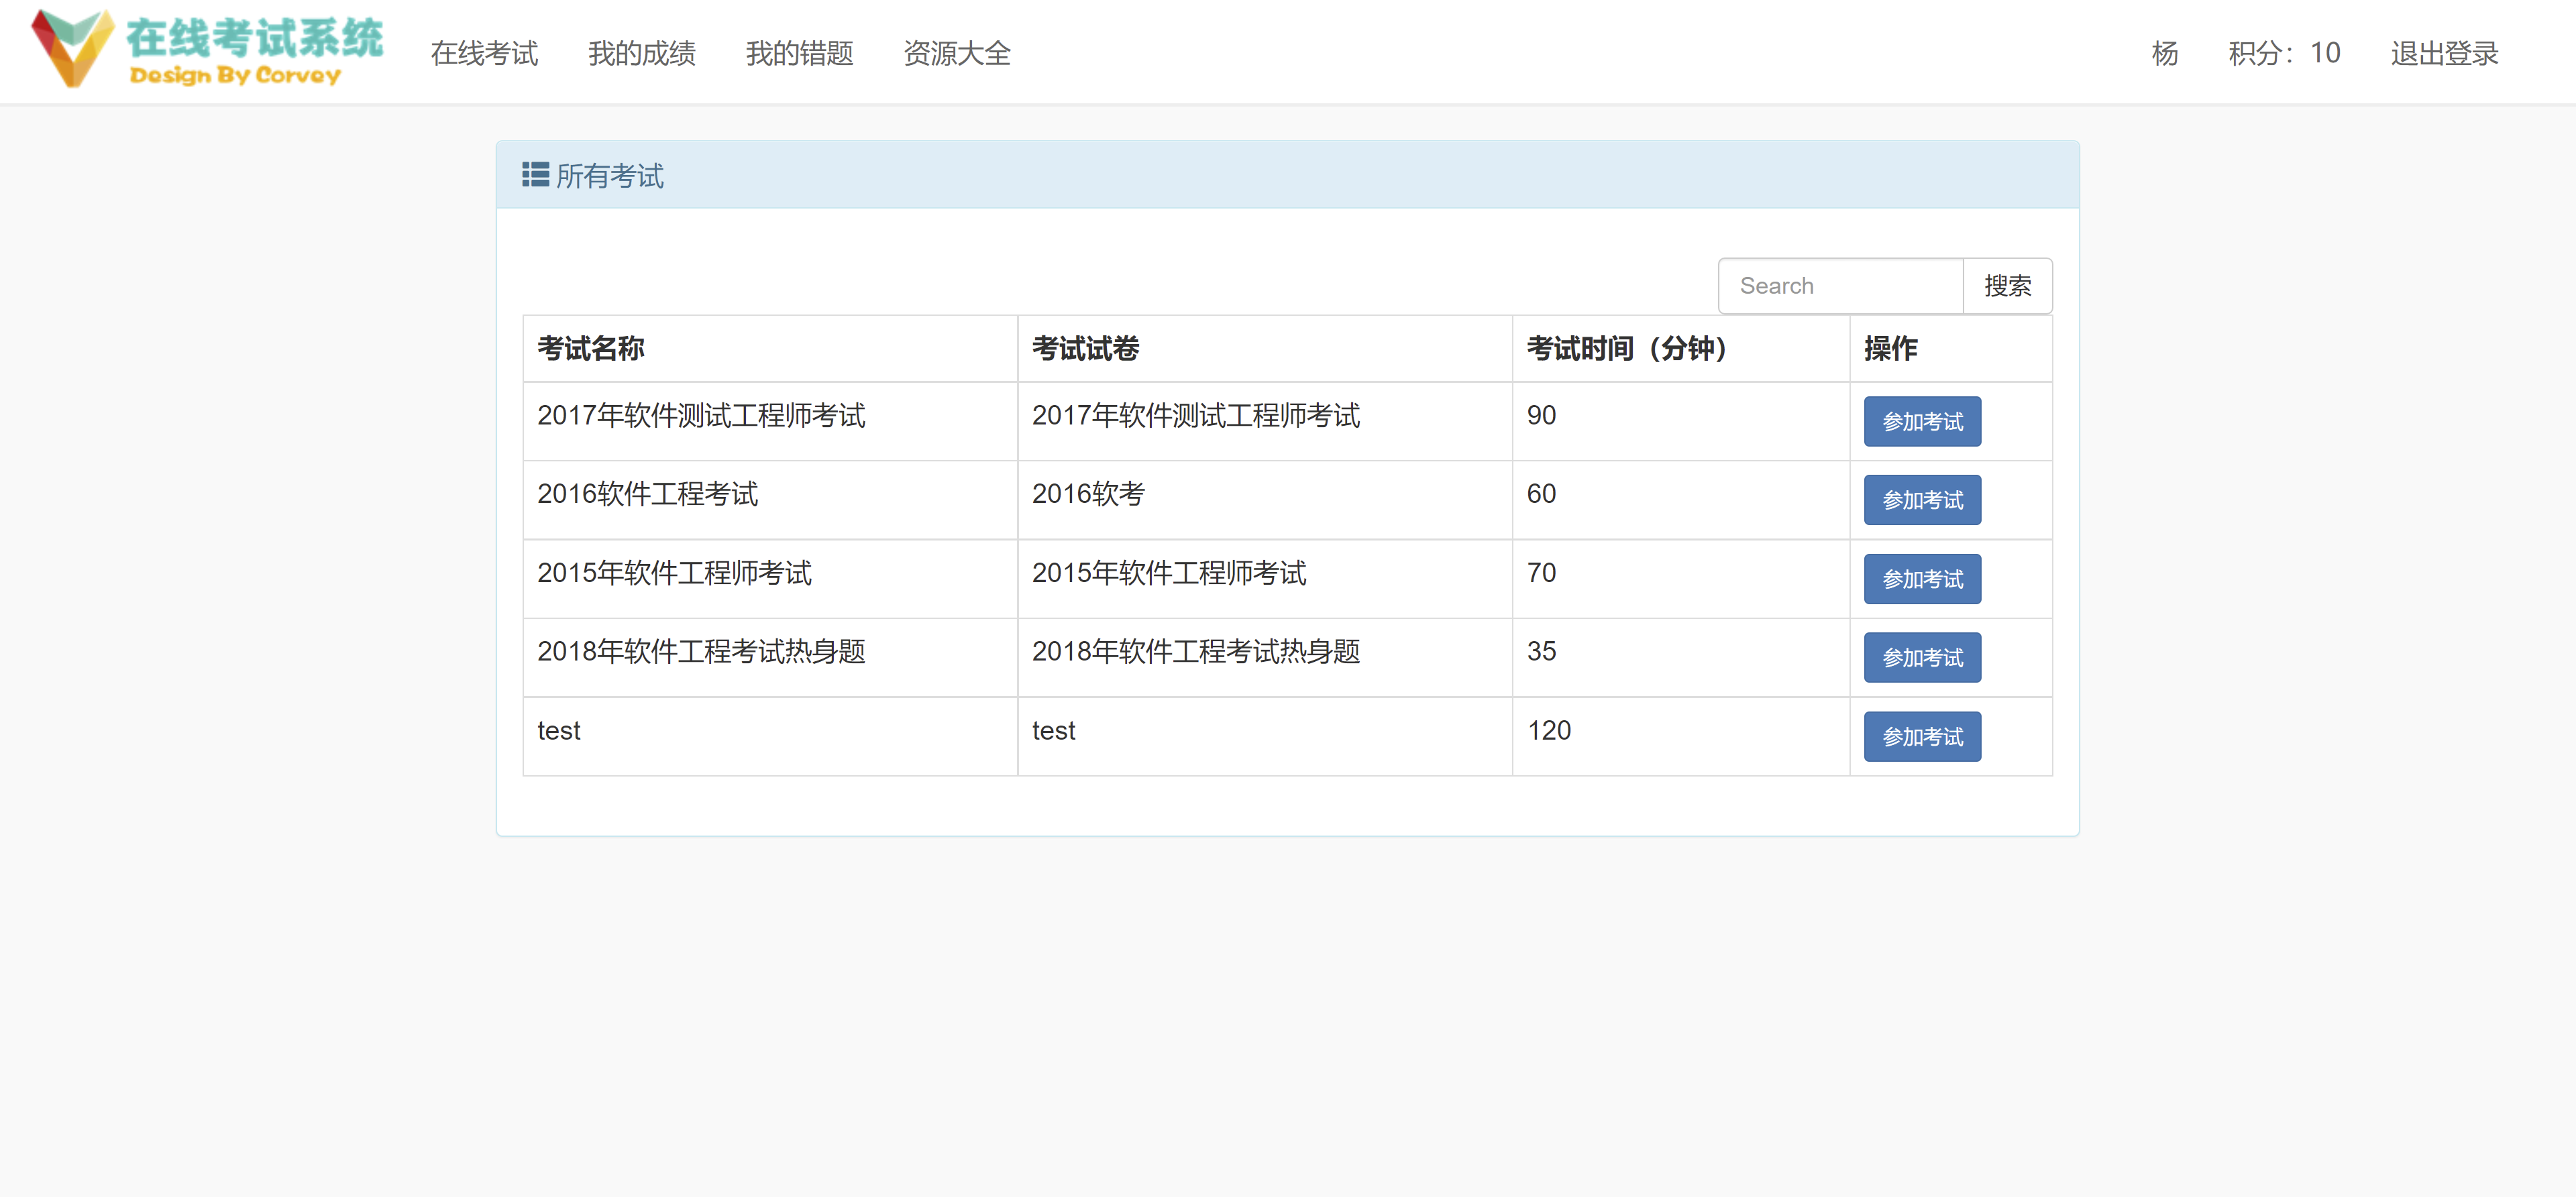 在线考试系统
Design By Corvey
在线考试 我的成绩 我的错题 资源大全 杨 积分：10 退出登录
所有考试
Search 搜索
考试名称 考试试卷 考试时间（分钟） 操作
2017年软件测试工程师考试 2017年软件测试工程师考试 90 参加考试
2016软件工程考试 2016软考 60 参加考试
2015年软件工程师考试 2015年软件工程师考试 70 参加考试
2018年软件工程考试热身题 2018年软件工程考试热身题 35 参加考试
test test 120 参加考试